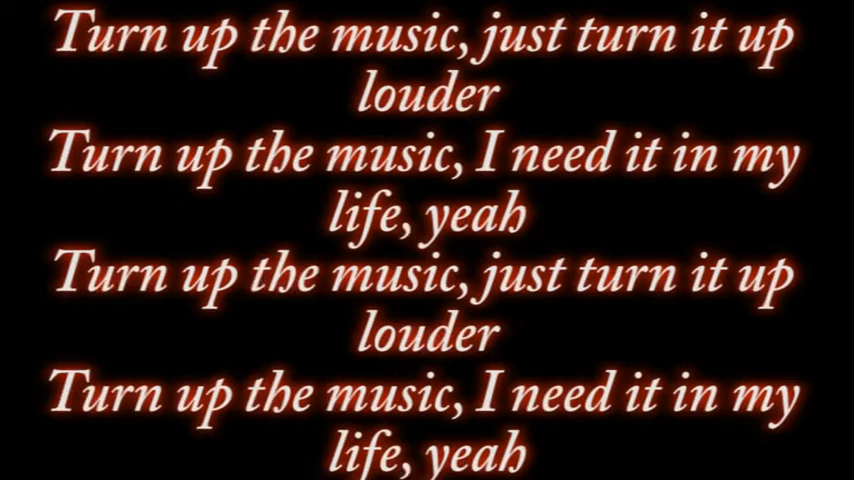 Turn up the music, just turn it up
louder
Turn up the music, I need it in my
life, yeah
Turn up the music, just turn it up
louder
Turn up the music, I need it in my
life, yeah